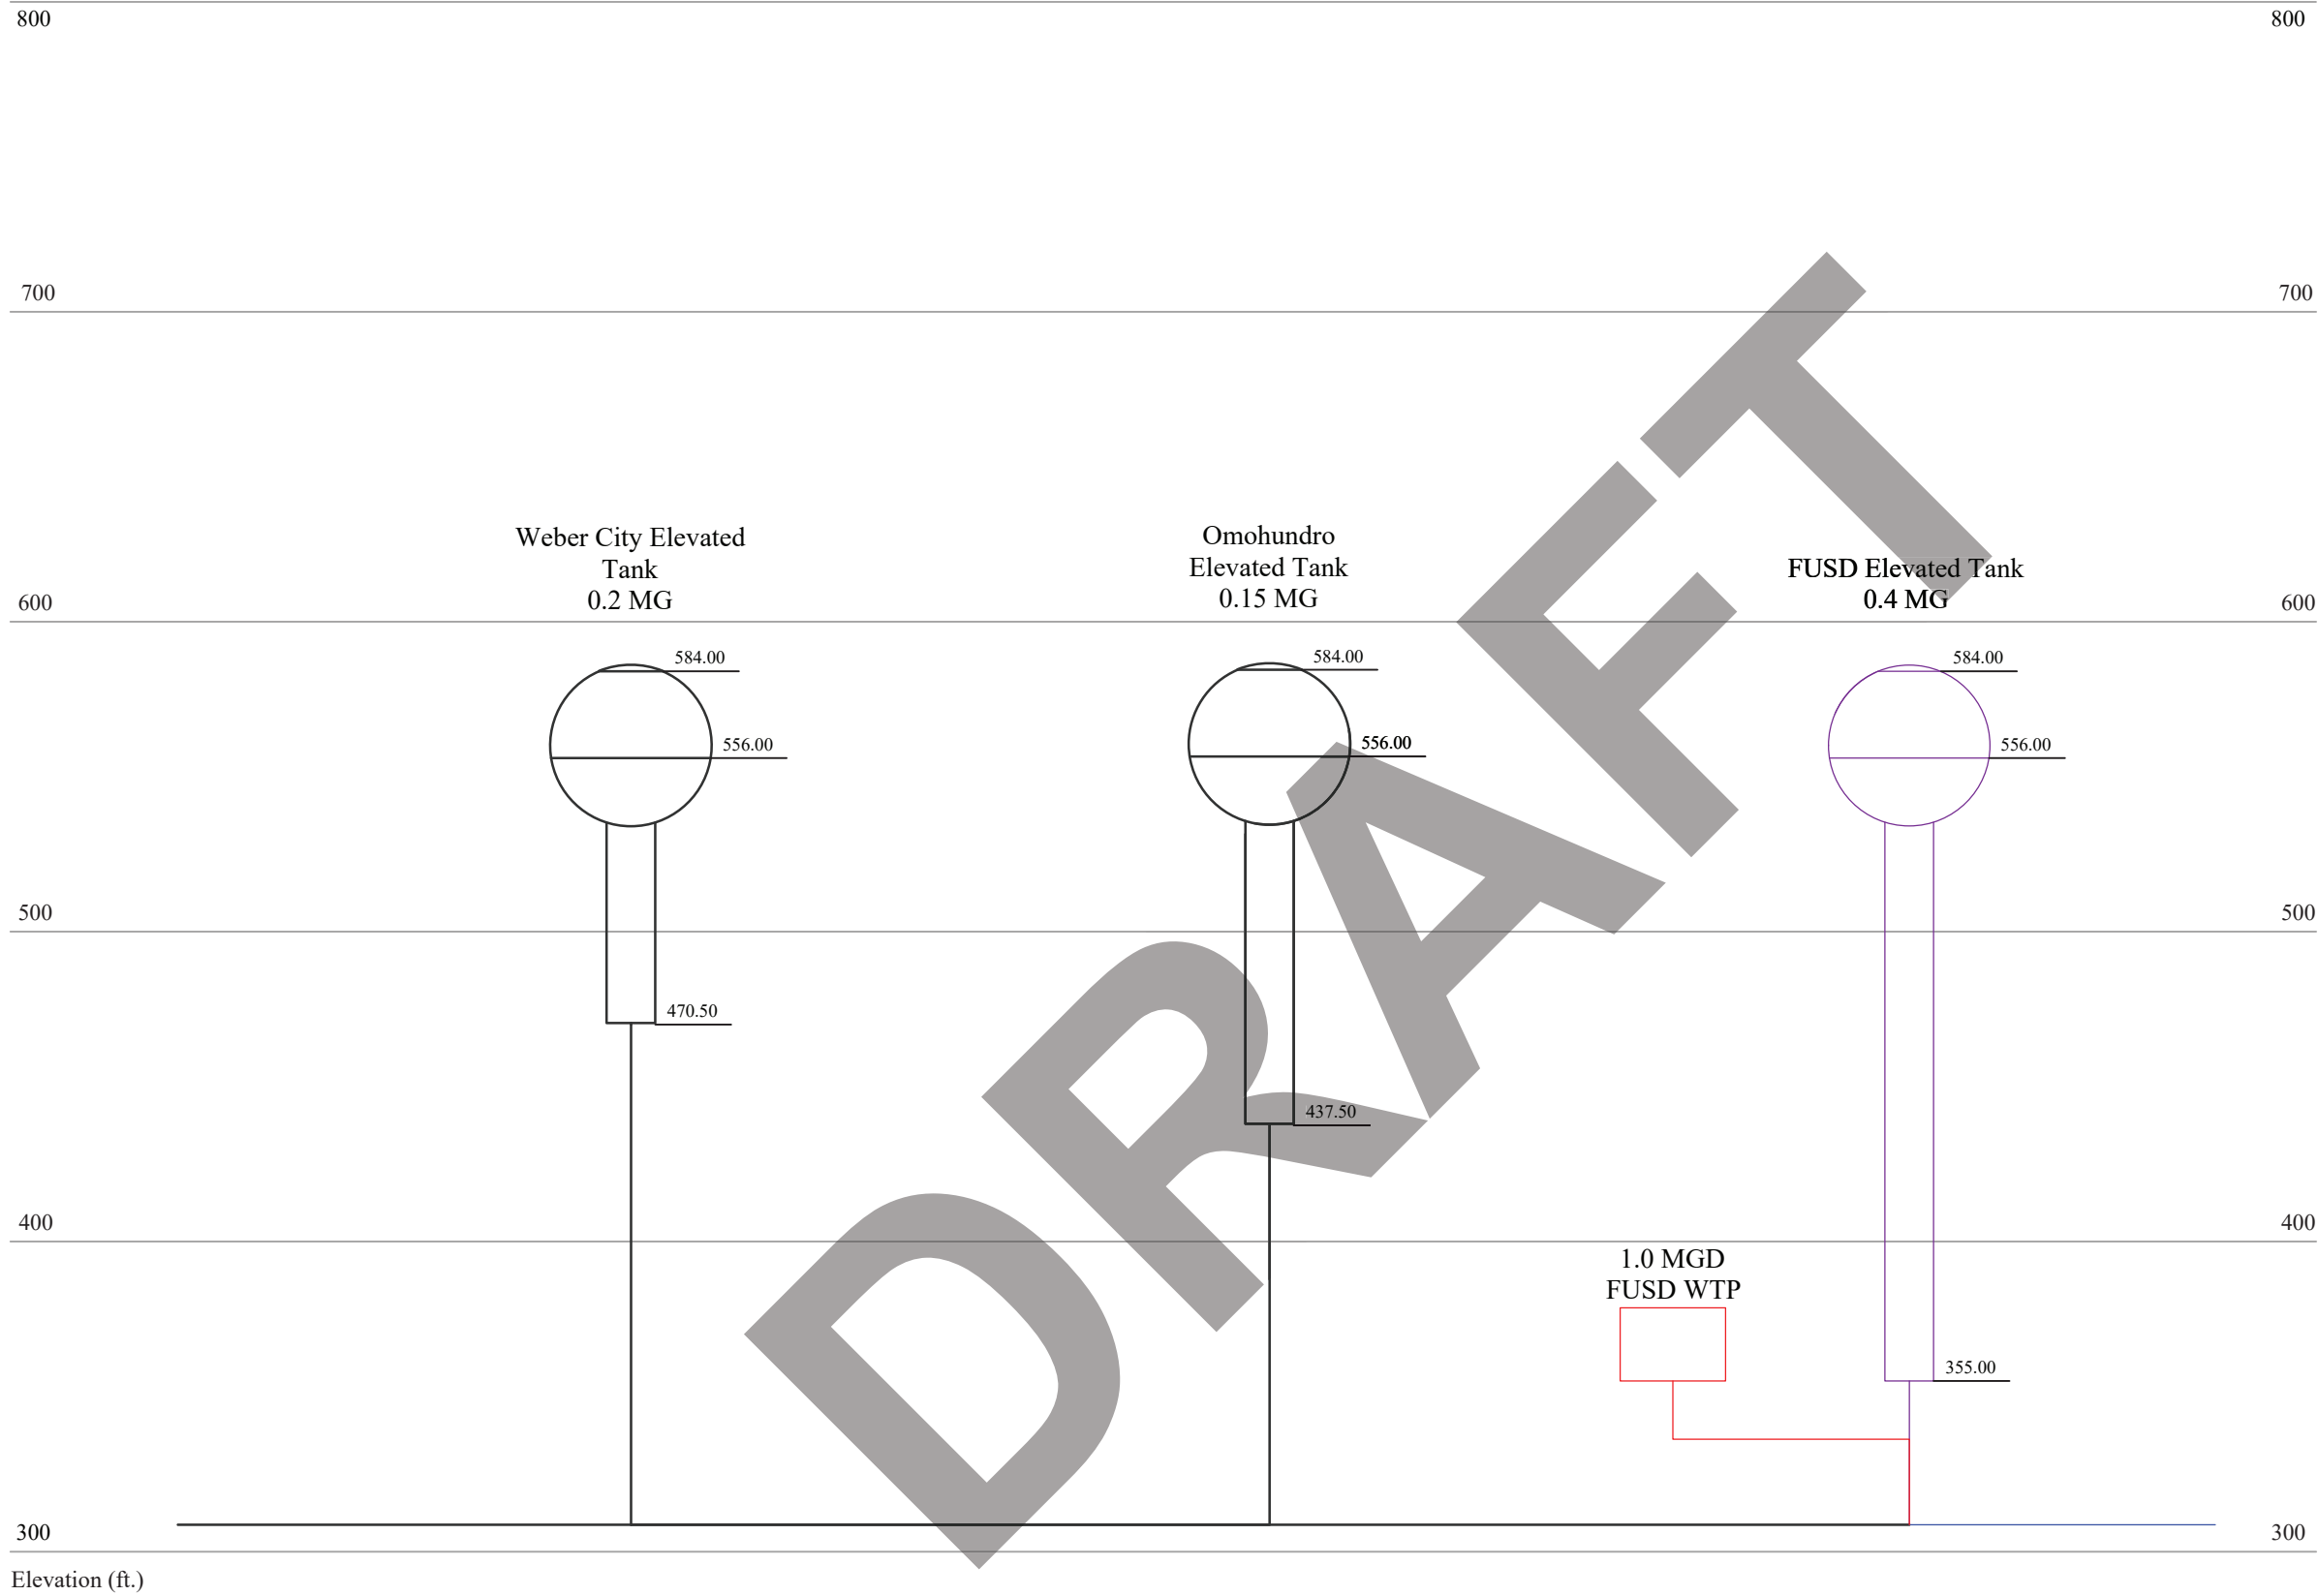 800
800
700
700
Weber City Elevated
Tank
0.2 MG
Omohundro
Elevated Tank
0.15 MG
FUSD Elevated Tank
0.4 MG
600
600
584.00
584.00
584.00
556.00
556.00
556.00
500
500
470.50
437.50
400
400
1.0 MGD
FUSD WTP
355.00
300
300
Elevation (ft.)
DRAFT